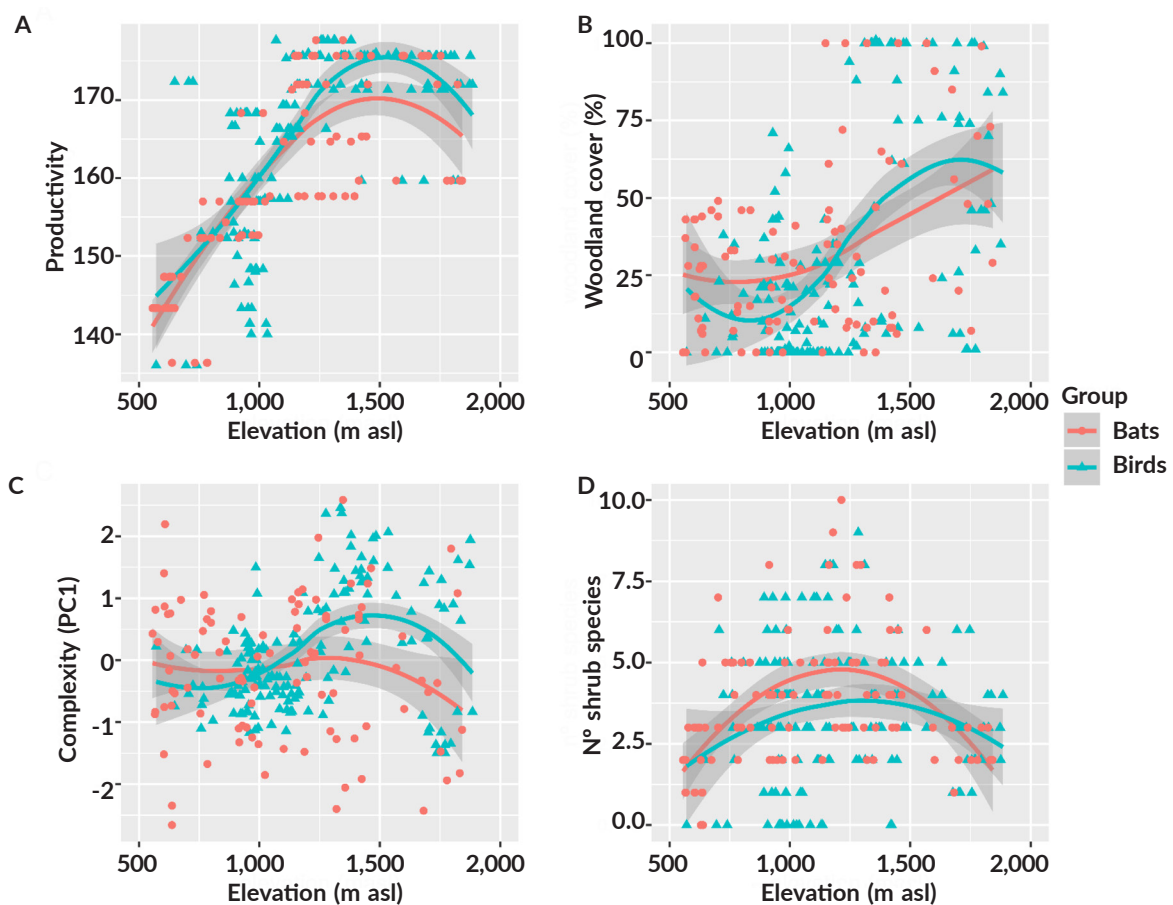 A
Productivity
170
160
150
140
500 1,000 1,500 2,000
Elevation (m asl)
B
Woodland cover (%)
100
75
50
25
0
500 1,000 1,500 2,000
Elevation (m asl)
Group
Bats
Birds
C
Complexity (PC1)
2
1
0
-1
-2
500 1,000 1,500 2,000
Elevation (m asl)
D
N° shrub species
10.0
7.5
5.0
2.5
0.0
500 1,000 1,500 2,000
Elevation (m asl)